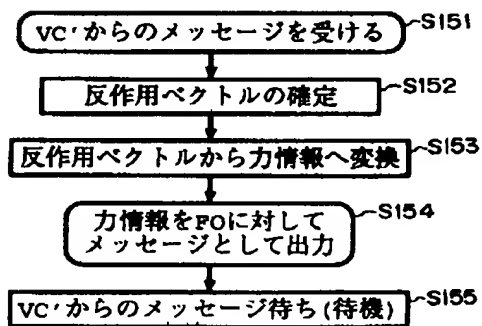 VC'からのメッセージを受ける
S151
反作用ベクトルの確定
S152
反作用ベクトルから力情報へ変換
S153
力情報をFOに対して
メッセージとして出力
S154
VC'からのメッセージ待ち(待機)
S155